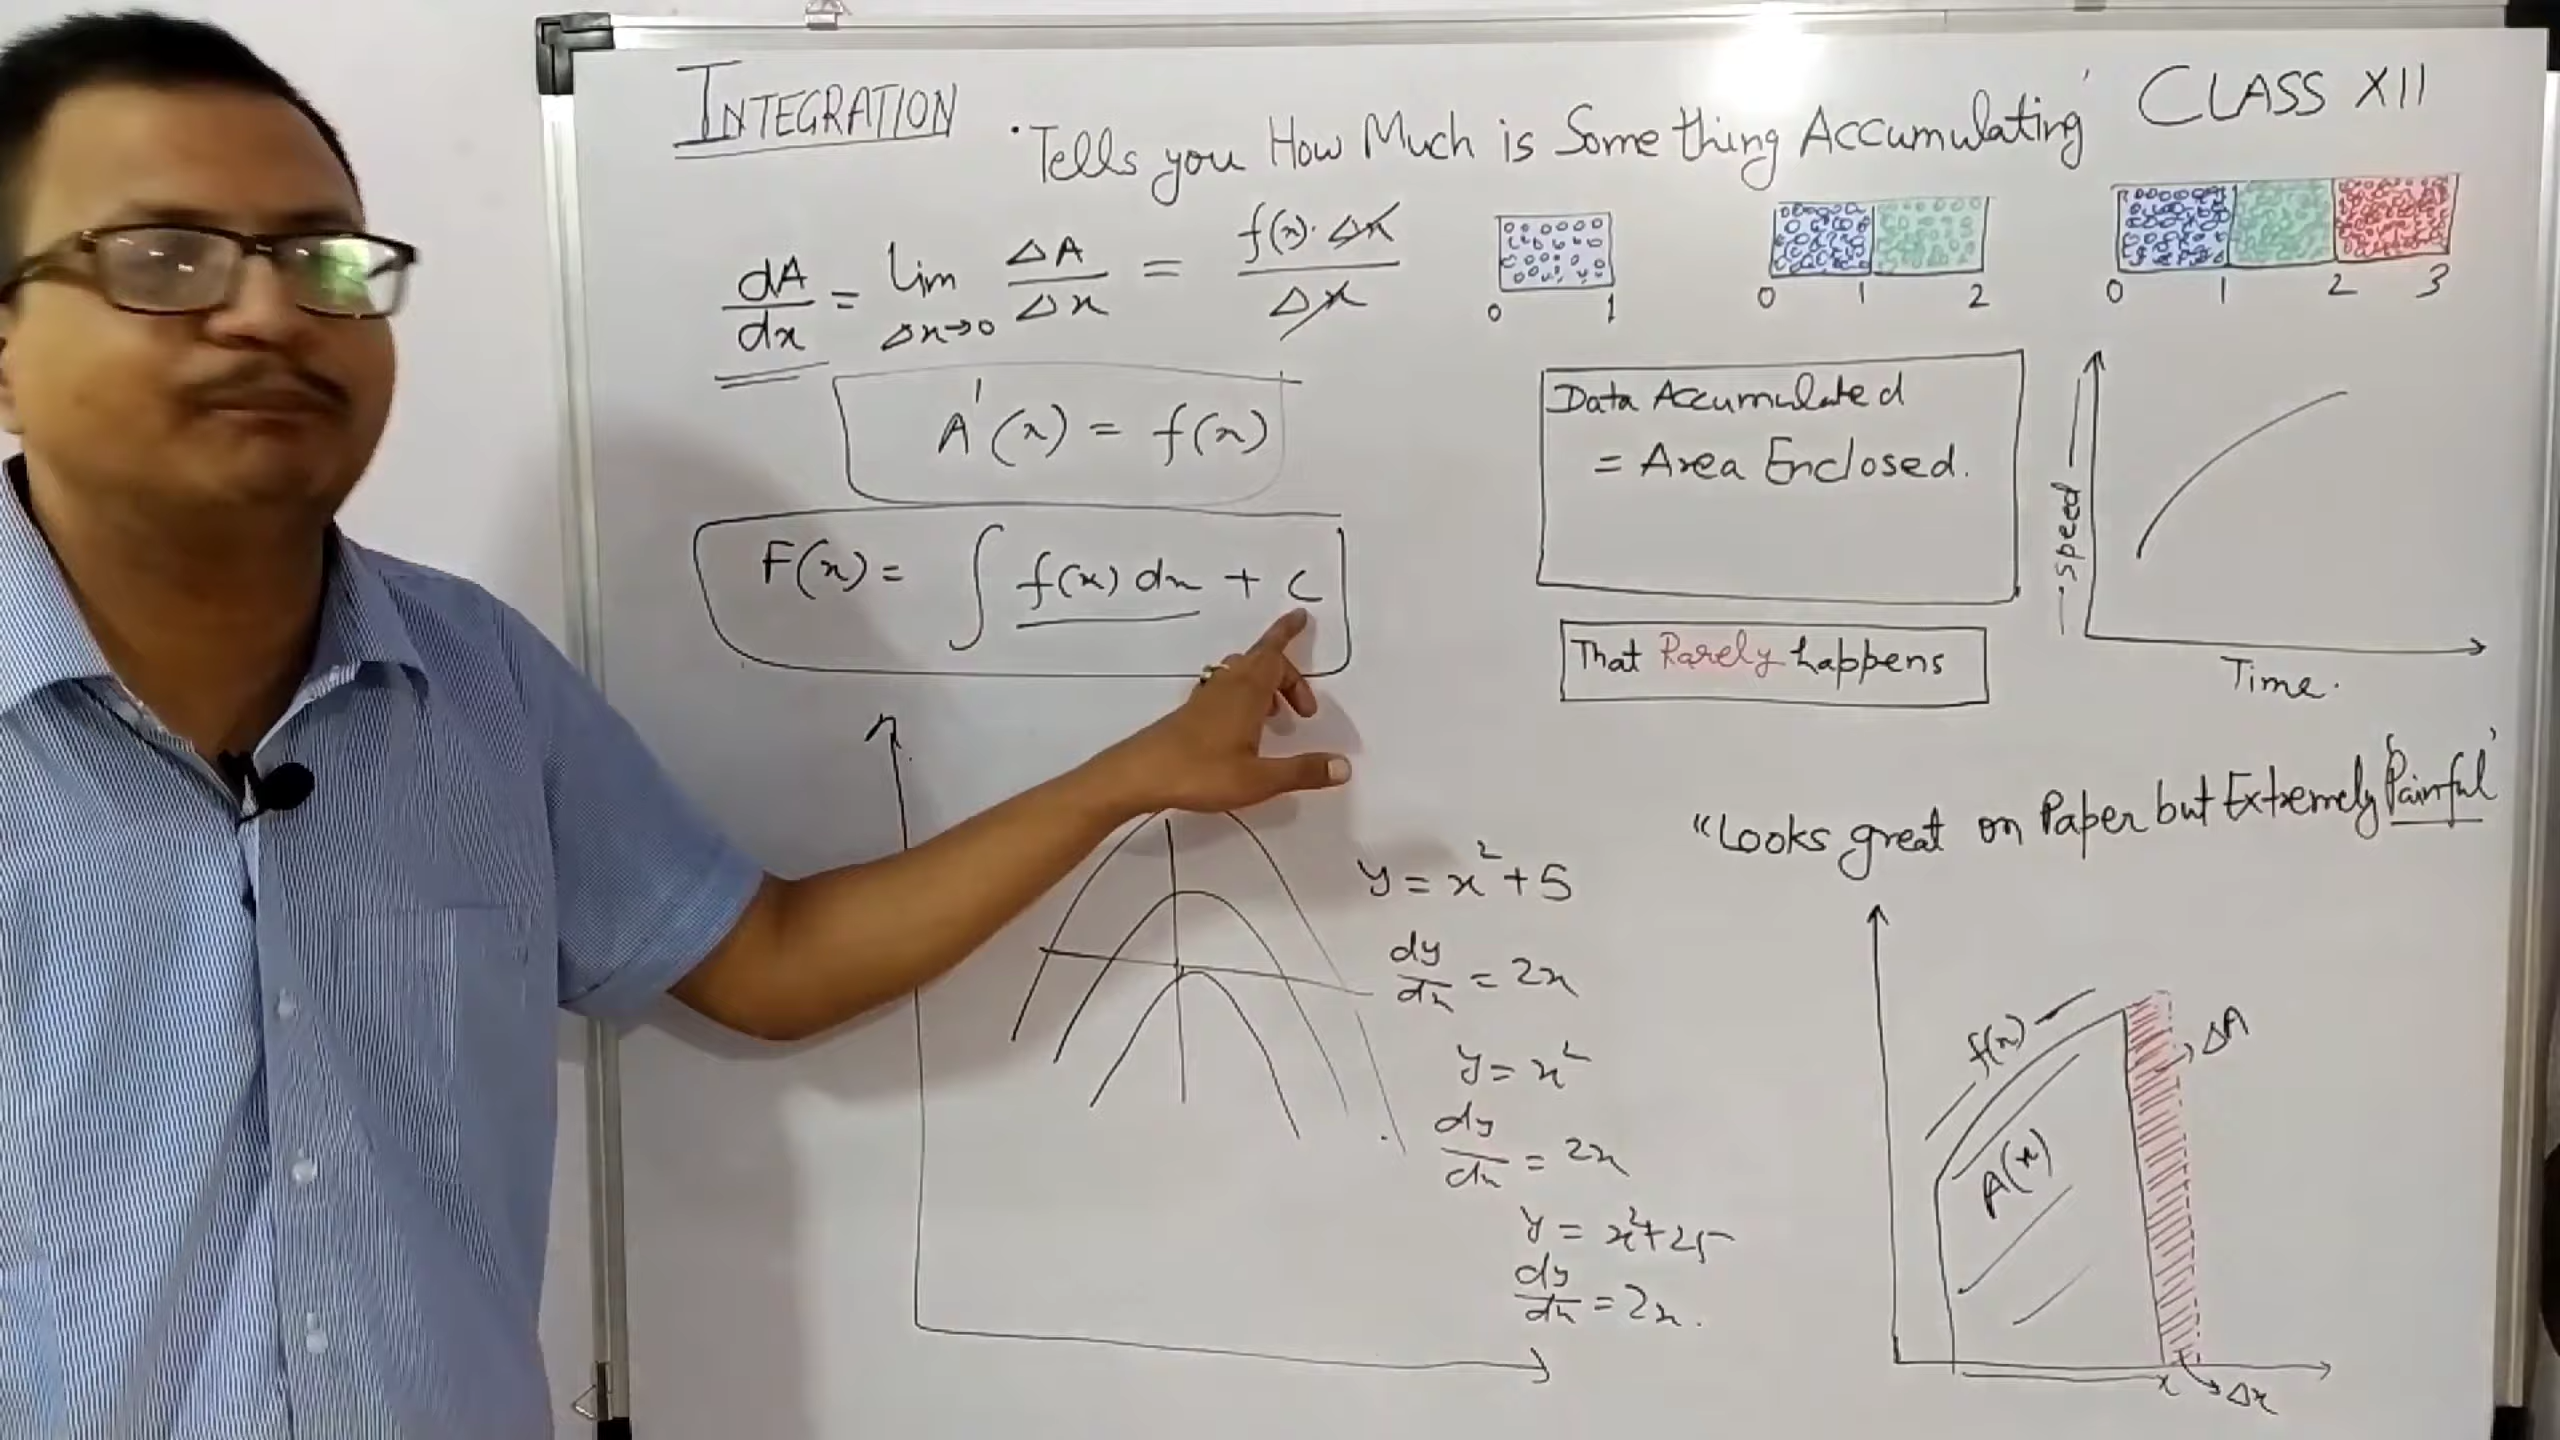 INTEGRATION
'Tells you How Much is Something Accumulating'
CLASS XII
dA/dx = Lim Δx→0 ΔA/Δx = f(x)·Δx/Δx
A'(x) = f(x)
F(x) = ∫ f(x) dx + C
0 1
0 1 2
0 1 2 3
Data Accumulated
= Area Enclosed.
That Rarely happens
Speed
Time.
"Looks great on Paper but Extremely Painful'
y = x² + 5
dy/dx = 2x
y = x²
dy/dx = 2x
y = x² + 25
dy/dx = 2x.
f(x)
A(x)
ΔA
x
Δx